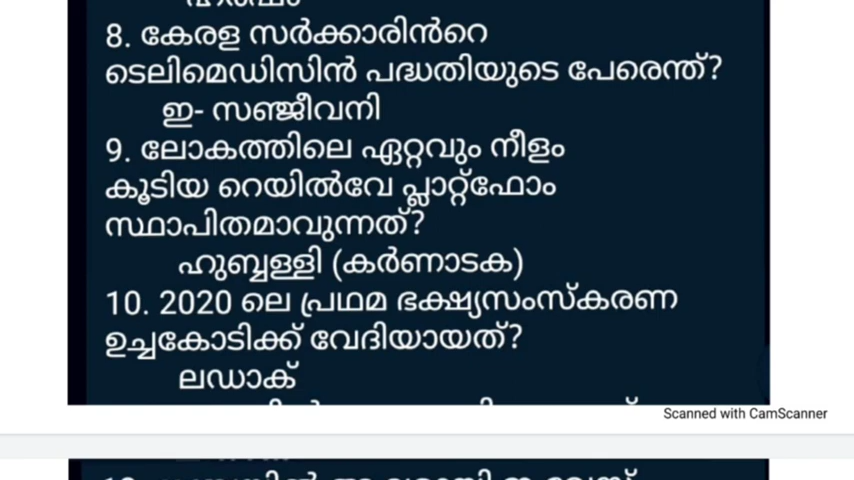 8. കേരള സർക്കാരിൻറെ
ടെലിമെഡിസിൻ പദ്ധതിയുടെ പേരെന്ത്?
ഇ- സഞ്ജീവനി
9. ലോകത്തിലെ ഏറ്റവും നീളം
കൂടിയ റെയിൽവേ പ്ലാറ്റ്ഫോം
സ്ഥാപിതമാവുന്നത്?
ഹുബ്ബള്ളി (കർണാടക)
10. 2020 ലെ പ്രഥമ ഭക്ഷ്യസംസ്കരണ
ഉച്ചകോടിക്ക് വേദിയായത്?
ലഡാക്
Scanned with CamScanner